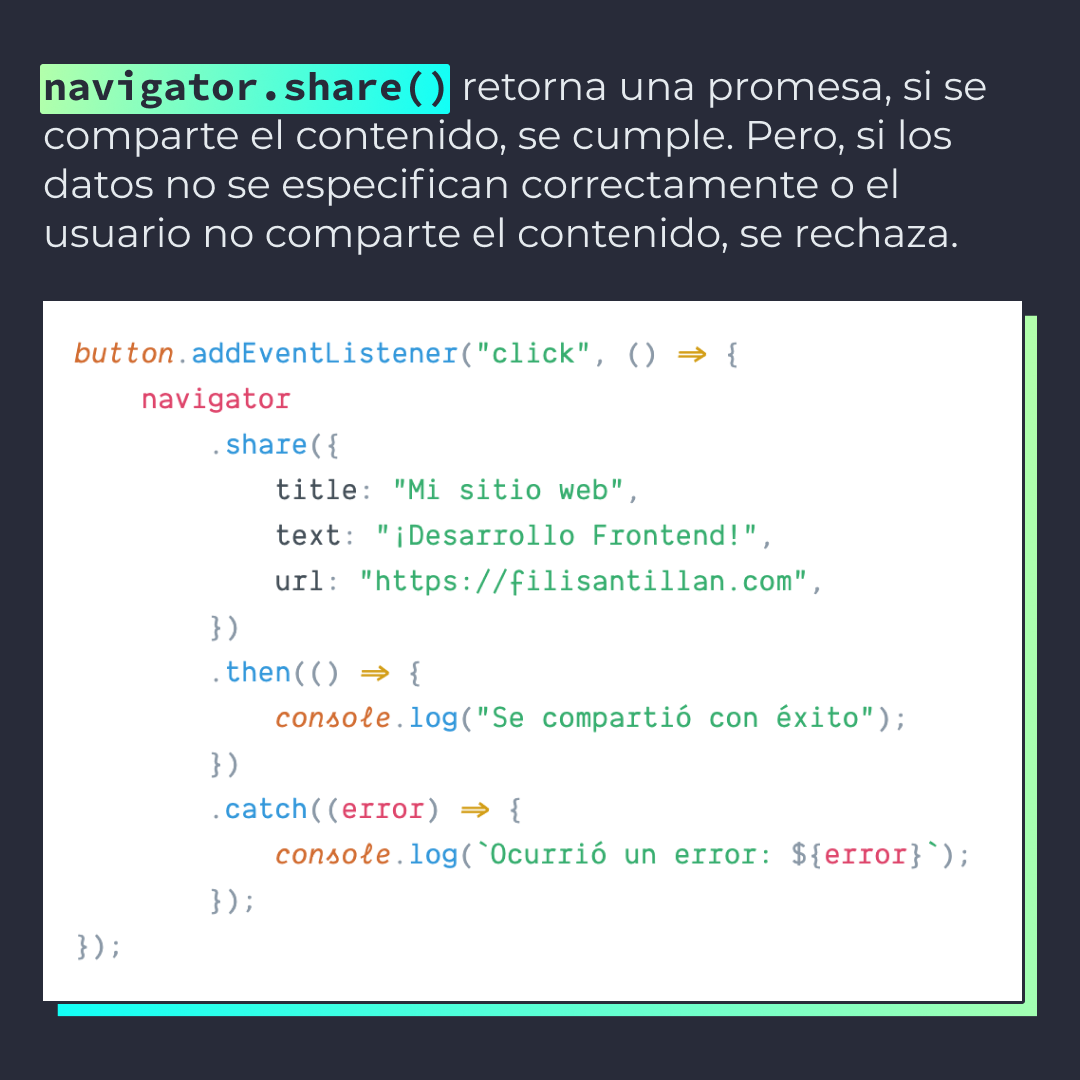 navigator.share() retorna una promesa, si se
comparte el contenido, se cumple. Pero, si los
datos no se especifican correctamente o el
usuario no comparte el contenido, se rechaza.
button.addEventListener("click", () => {
    navigator
        .share({
            title: "Mi sitio web",
            text: "¡Desarrollo Frontend!",
            url: "https://filisantillan.com",
        })
        .then(() => {
            console.log("Se compartió con éxito");
        })
        .catch((error) => {
            console.log(`Ocurrió un error: ${error}`);
        });
});